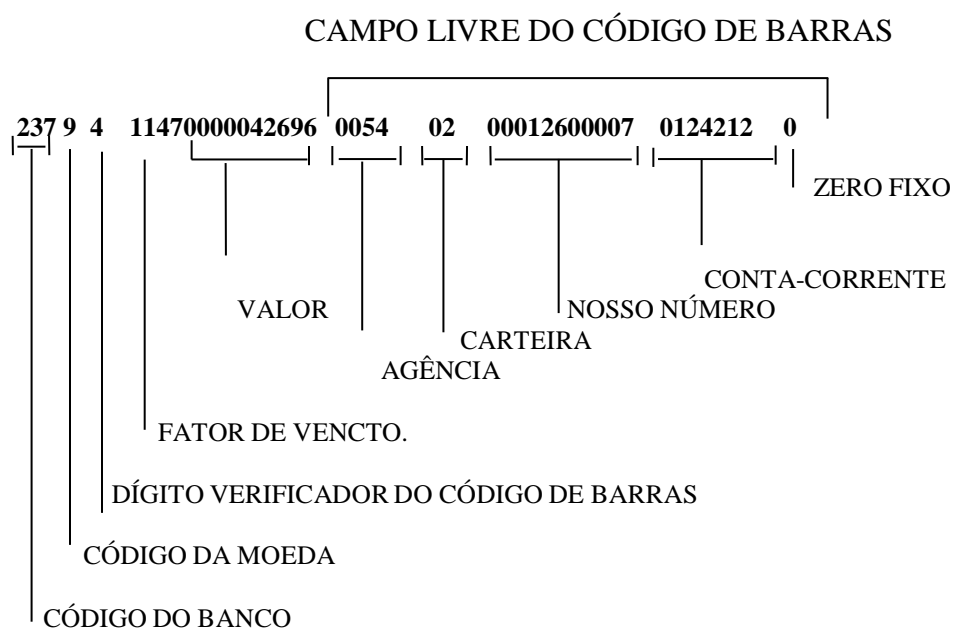 CAMPO LIVRE DO CÓDIGO DE BARRAS
237 9 4 11470000042696 0054 02 00012600007 0124212 0
ZERO FIXO
CONTA-CORRENTE
VALOR NOSSO NÚMERO
CARTEIRA
AGÊNCIA
FATOR DE VENCTO.
DÍGITO VERIFICADOR DO CÓDIGO DE BARRAS
CÓDIGO DA MOEDA
CÓDIGO DO BANCO